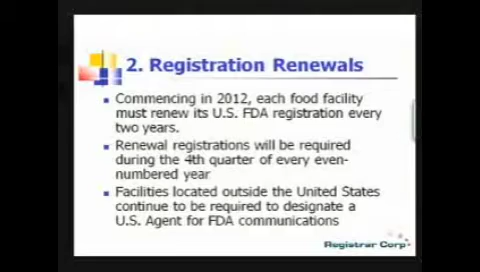 2. Registration Renewals
Commencing in 2012, each food facility
must renew its U.S. FDA registration every
two years.
Renewal registrations will be required
during the 4th quarter of every even-
numbered year
Facilities located outside the United States
continue to be required to designate a
U.S. Agent for FDA communications
Registrar Corp